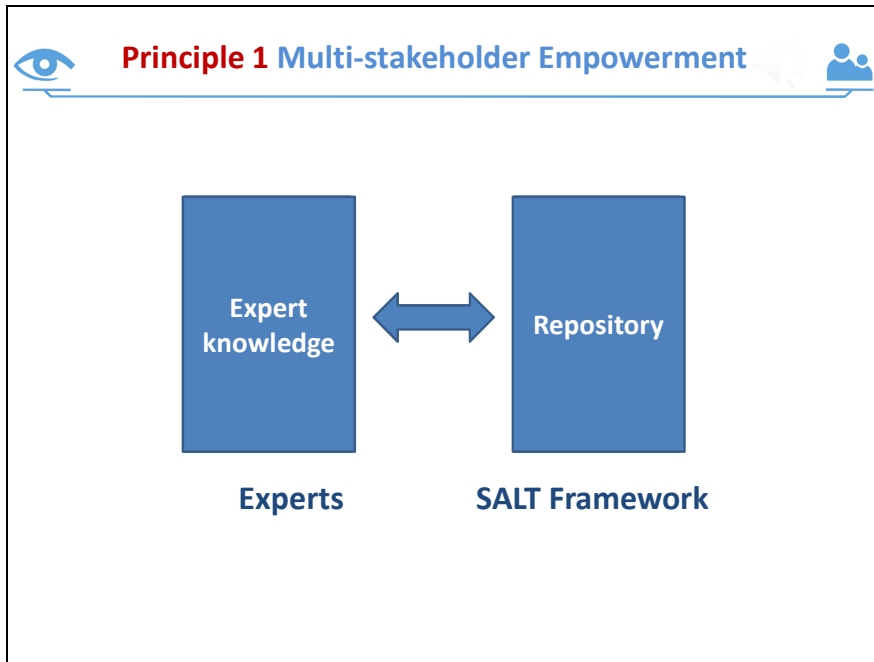 Principle 1 Multi-stakeholder Empowerment
Expert
knowledge
Repository
Experts
SALT Framework